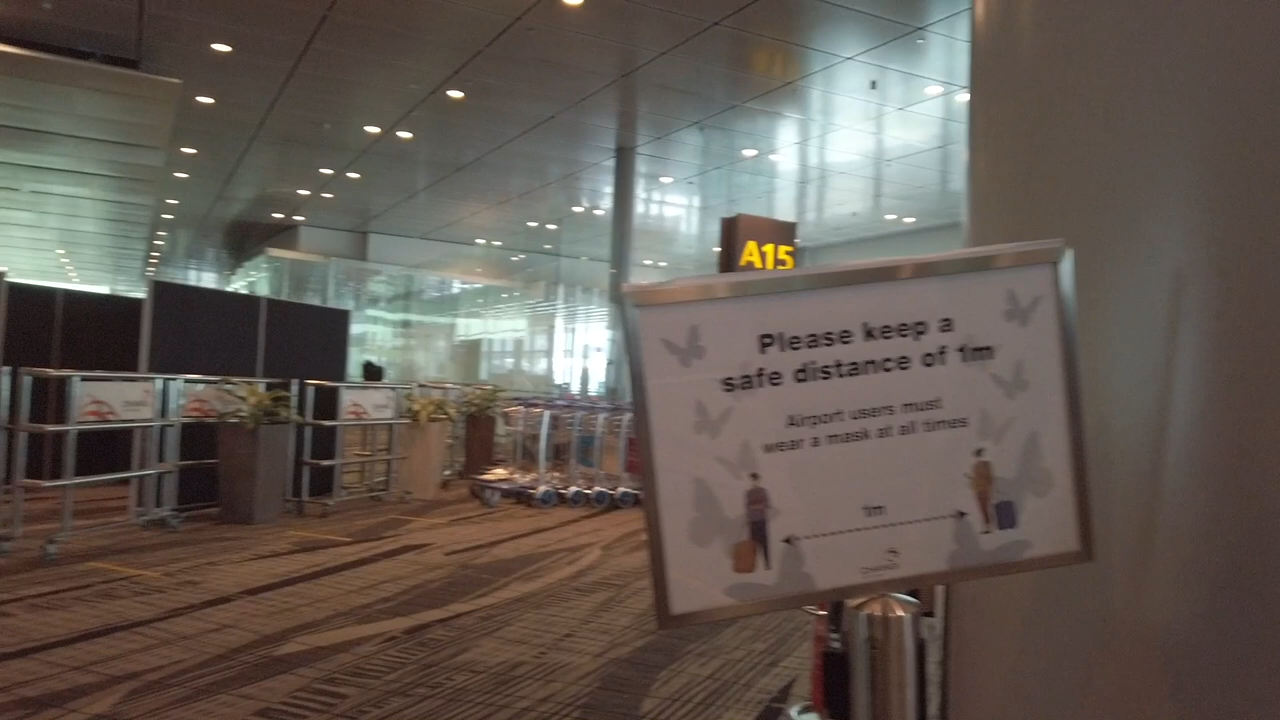 A15
Please keep a
safe distance of 1m
Airport users must
wear a mask at all times
1m